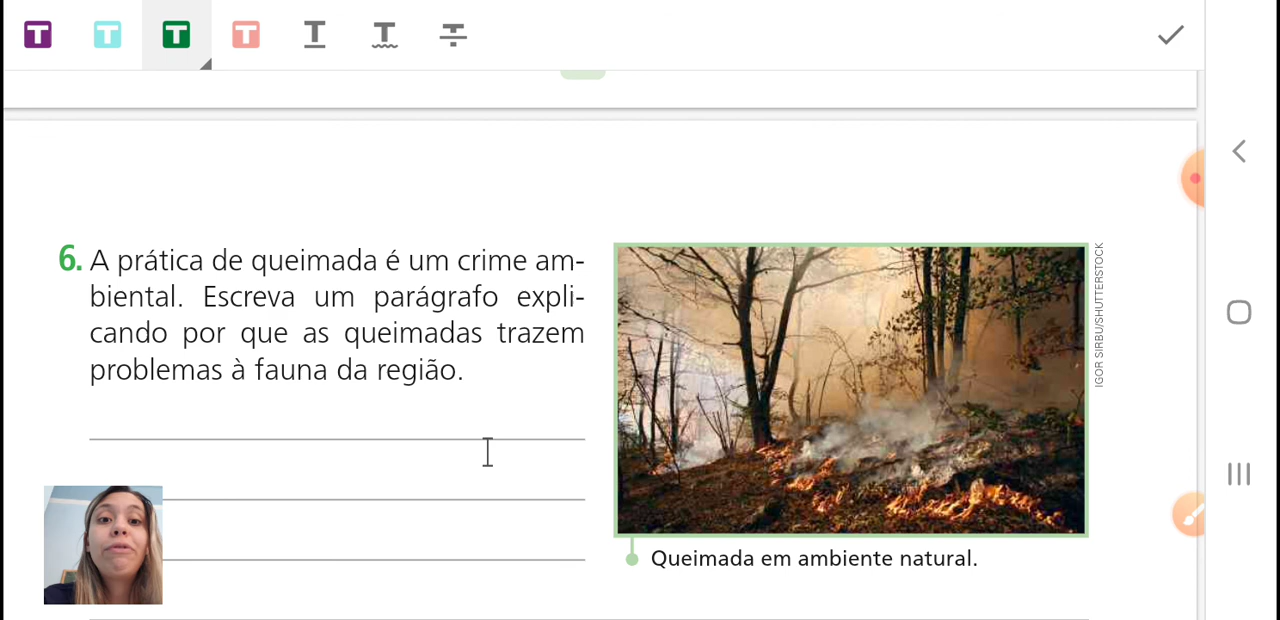 T T T T T T T
6. A prática de queimada é um crime am-
biental. Escreva um parágrafo expli-
cando por que as queimadas trazem
problemas à fauna da região.
IGOR SIRBU/SHUTTERSTOCK
Queimada em ambiente natural.